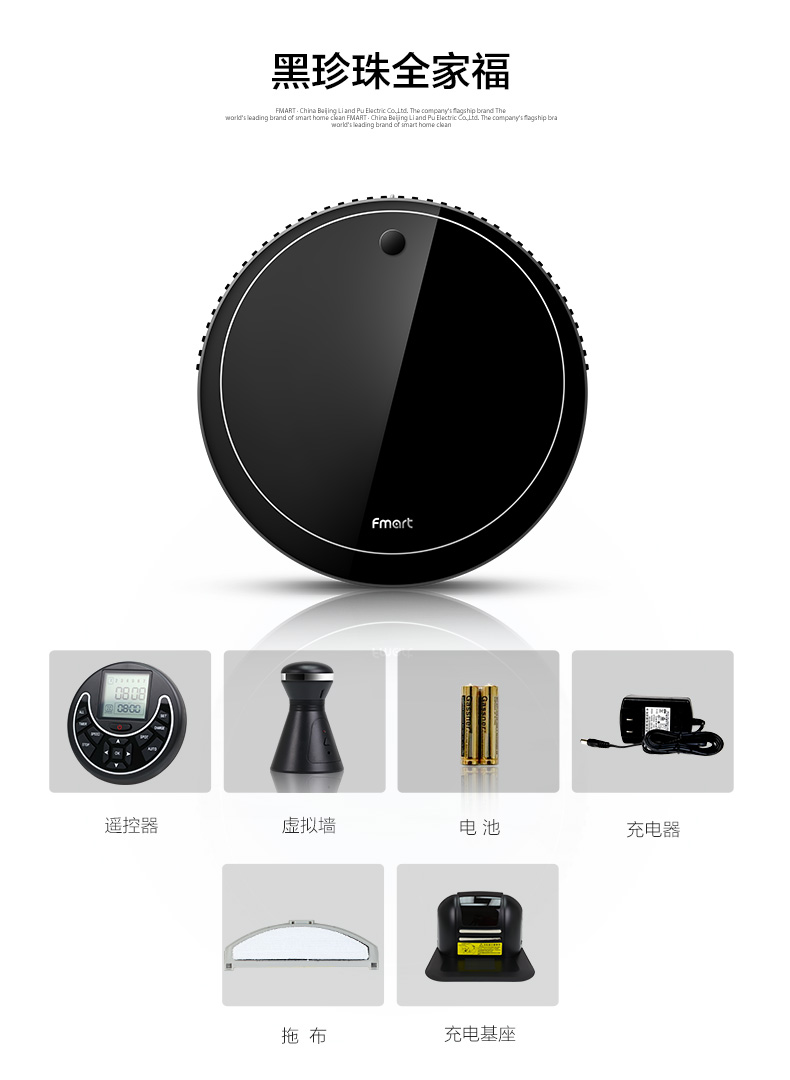 黑珍珠全家福
FMART - China Beijing Li and Pu Electric Co.,Ltd. The company's flagship brand The
world's leading brand of smart home clean FMART - China Beijing Li and Pu Electric Co.,Ltd. The company's flagship bra
world's leading brand of smart home clean
Fmart
遥控器
虚拟墙
电 池
充电器
拖 布
充电基座